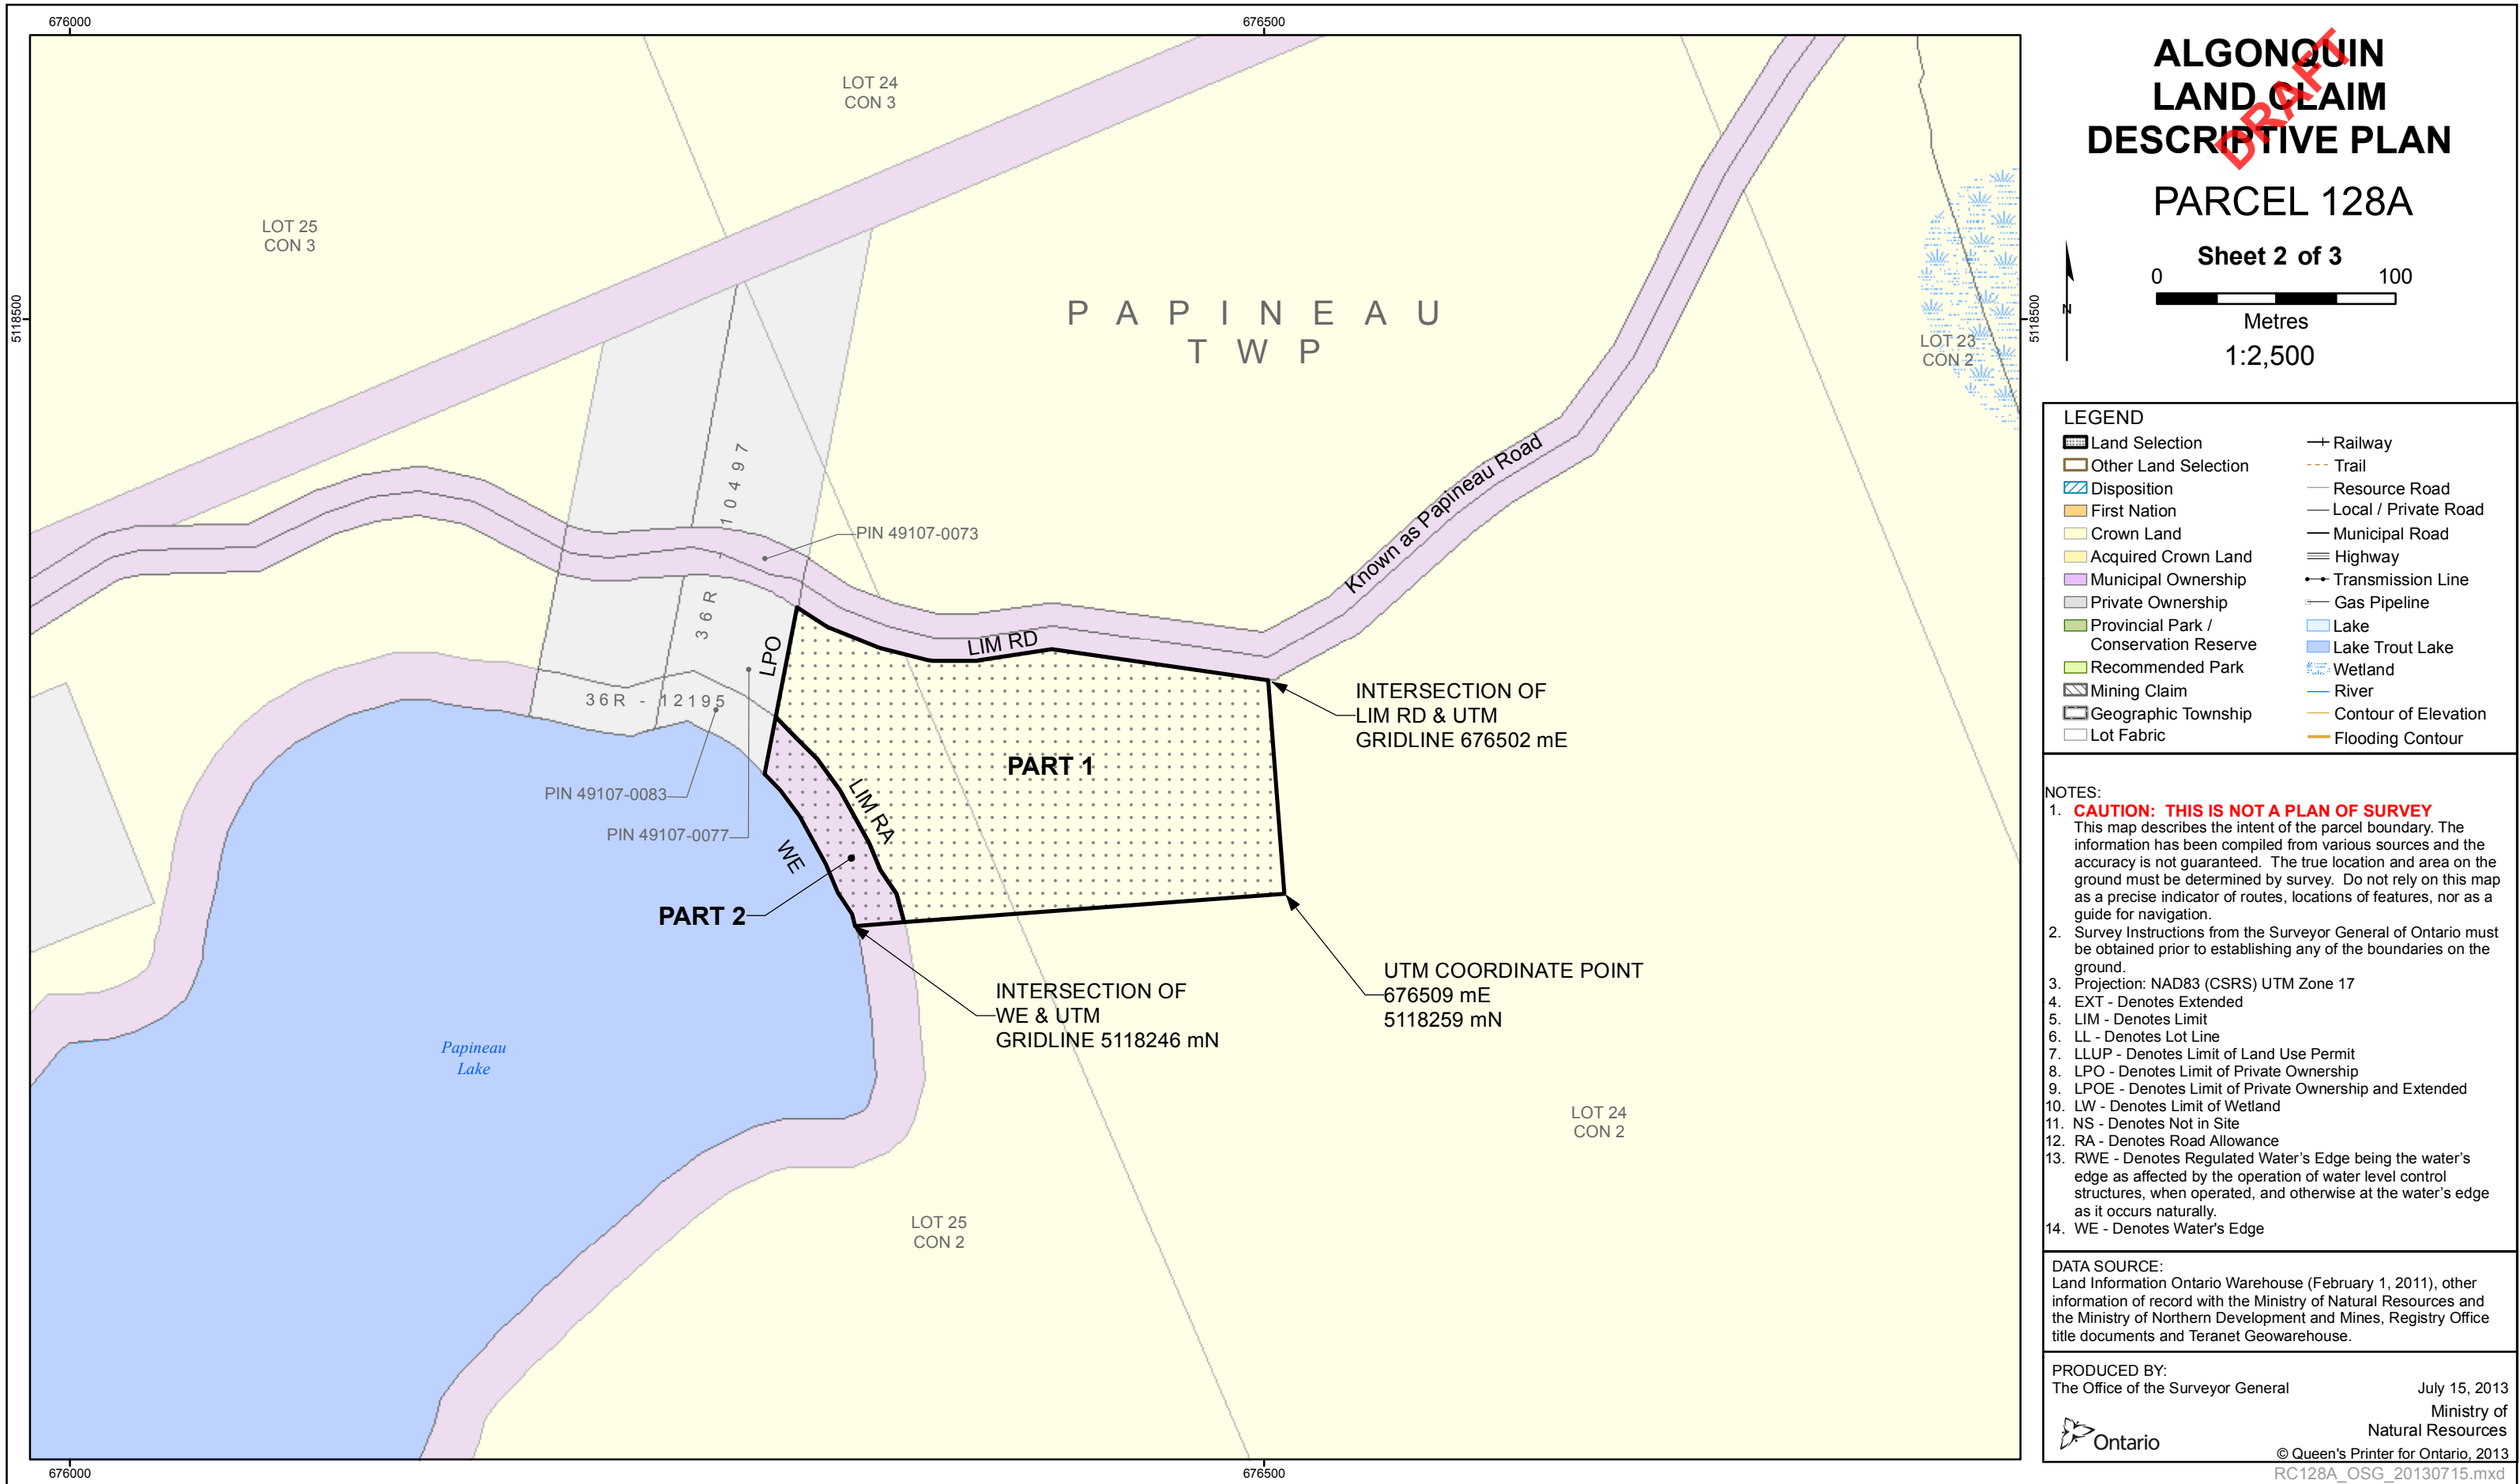 676000
676500
5118500
5118500
676000
676500
LOT 24
CON 3
LOT 25
CON 3
P A P I N E A U
T W P
LOT 23
CON 2
36R - 10497
PIN 49107-0073
Known as Papineau Road
LPO
LIM RD
36R - 12195
INTERSECTION OF
LIM RD & UTM
GRIDLINE 676502 mE
PART 1
PIN 49107-0083
LIM RA
PIN 49107-0077
WE
PART 2
UTM COORDINATE POINT
676509 mE
5118259 mN
INTERSECTION OF
WE & UTM
GRIDLINE 5118246 mN
Papineau
Lake
LOT 24
CON 2
LOT 25
CON 2
ALGONQUIN
LAND CLAIM
DESCRIPTIVE PLAN
DRAFT
PARCEL 128A
Sheet 2 of 3
0 100
Metres
1:2,500
N
LEGEND
Land Selection
Other Land Selection
Disposition
First Nation
Crown Land
Acquired Crown Land
Municipal Ownership
Private Ownership
Provincial Park /
Conservation Reserve
Recommended Park
Mining Claim
Geographic Township
Lot Fabric
Railway
Trail
Resource Road
Local / Private Road
Municipal Road
Highway
Transmission Line
Gas Pipeline
Lake
Lake Trout Lake
Wetland
River
Contour of Elevation
Flooding Contour
NOTES:
1. CAUTION: THIS IS NOT A PLAN OF SURVEY
This map describes the intent of the parcel boundary. The
information has been compiled from various sources and the
accuracy is not guaranteed. The true location and area on the
ground must be determined by survey. Do not rely on this map
as a precise indicator of routes, locations of features, nor as a
guide for navigation.
2. Survey Instructions from the Surveyor General of Ontario must
be obtained prior to establishing any of the boundaries on the
ground.
3. Projection: NAD83 (CSRS) UTM Zone 17
4. EXT - Denotes Extended
5. LIM - Denotes Limit
6. LL - Denotes Lot Line
7. LLUP - Denotes Limit of Land Use Permit
8. LPO - Denotes Limit of Private Ownership
9. LPOE - Denotes Limit of Private Ownership and Extended
10. LW - Denotes Limit of Wetland
11. NS - Denotes Not in Site
12. RA - Denotes Road Allowance
13. RWE - Denotes Regulated Water's Edge being the water's
edge as affected by the operation of water level control
structures, when operated, and otherwise at the water's edge
as it occurs naturally.
14. WE - Denotes Water's Edge
DATA SOURCE:
Land Information Ontario Warehouse (February 1, 2011), other
information of record with the Ministry of Natural Resources and
the Ministry of Northern Development and Mines, Registry Office
title documents and Teranet Geowarehouse.
PRODUCED BY:
The Office of the Surveyor General July 15, 2013
Ministry of
Natural Resources
Ontario
© Queen's Printer for Ontario, 2013
RC128A_OSG_20130715.mxd